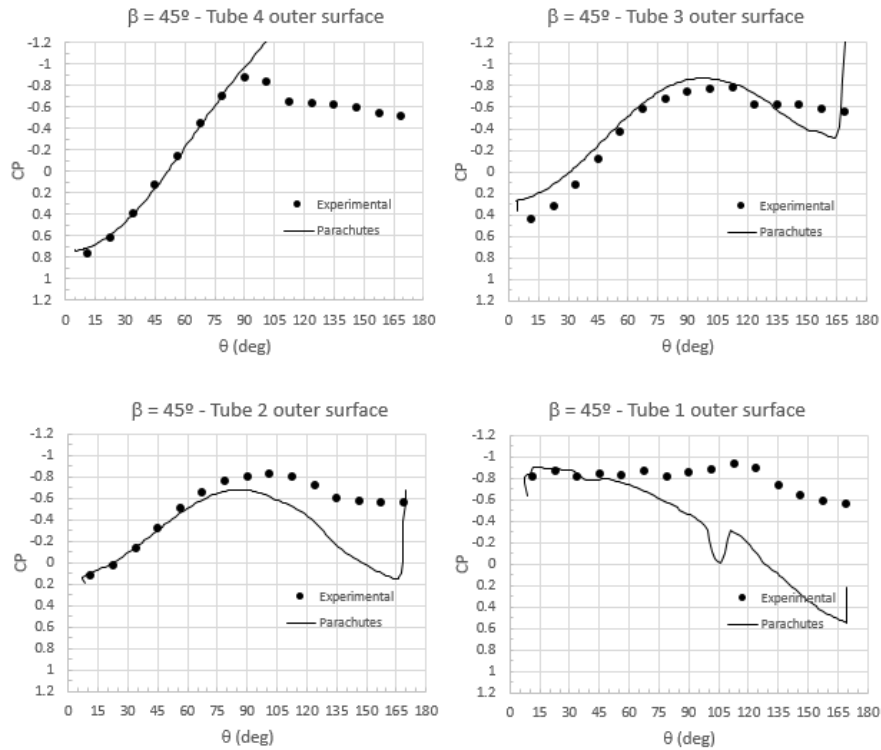 β = 45º - Tube 4 outer surface
-1.2
-1
-0.8
-0.6
-0.4
-0.2
0
0.2
0.4
0.6
0.8
1
1.2
CP
Experimental
Parachutes
0 15 30 45 60 75 90 105 120 135 150 165 180
θ (deg)
β = 45º - Tube 3 outer surface
-1.2
-1
-0.8
-0.6
-0.4
-0.2
0
0.2
0.4
0.6
0.8
1
1.2
CP
Experimental
Parachutes
0 15 30 45 60 75 90 105 120 135 150 165 180
θ (deg)
β = 45º - Tube 2 outer surface
-1.2
-1
-0.8
-0.6
-0.4
-0.2
0
0.2
0.4
0.6
0.8
1
1.2
CP
Experimental
Parachutes
0 15 30 45 60 75 90 105 120 135 150 165 180
θ (deg)
β = 45º - Tube 1 outer surface
-1.2
-1
-0.8
-0.6
-0.4
-0.2
0
0.2
0.4
0.6
0.8
1
1.2
CP
Experimental
Parachutes
0 15 30 45 60 75 90 105 120 135 150 165 180
θ (deg)